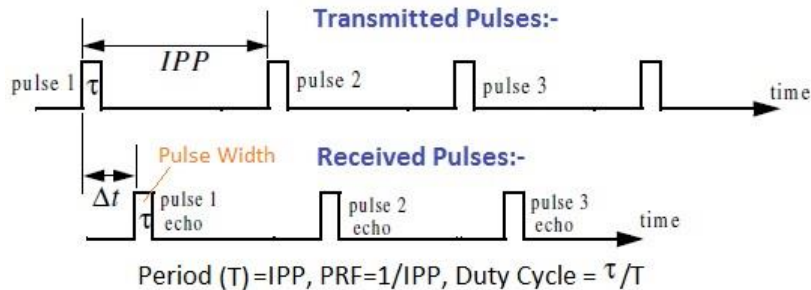 Transmitted Pulses:-
IPP
pulse 1 τ pulse 2 pulse 3 time
Pulse Width Received Pulses:-
Δt
τ pulse 1 echo pulse 2 echo pulse 3 echo time
Period (T) =IPP, PRF=1/IPP, Duty Cycle = τ/T